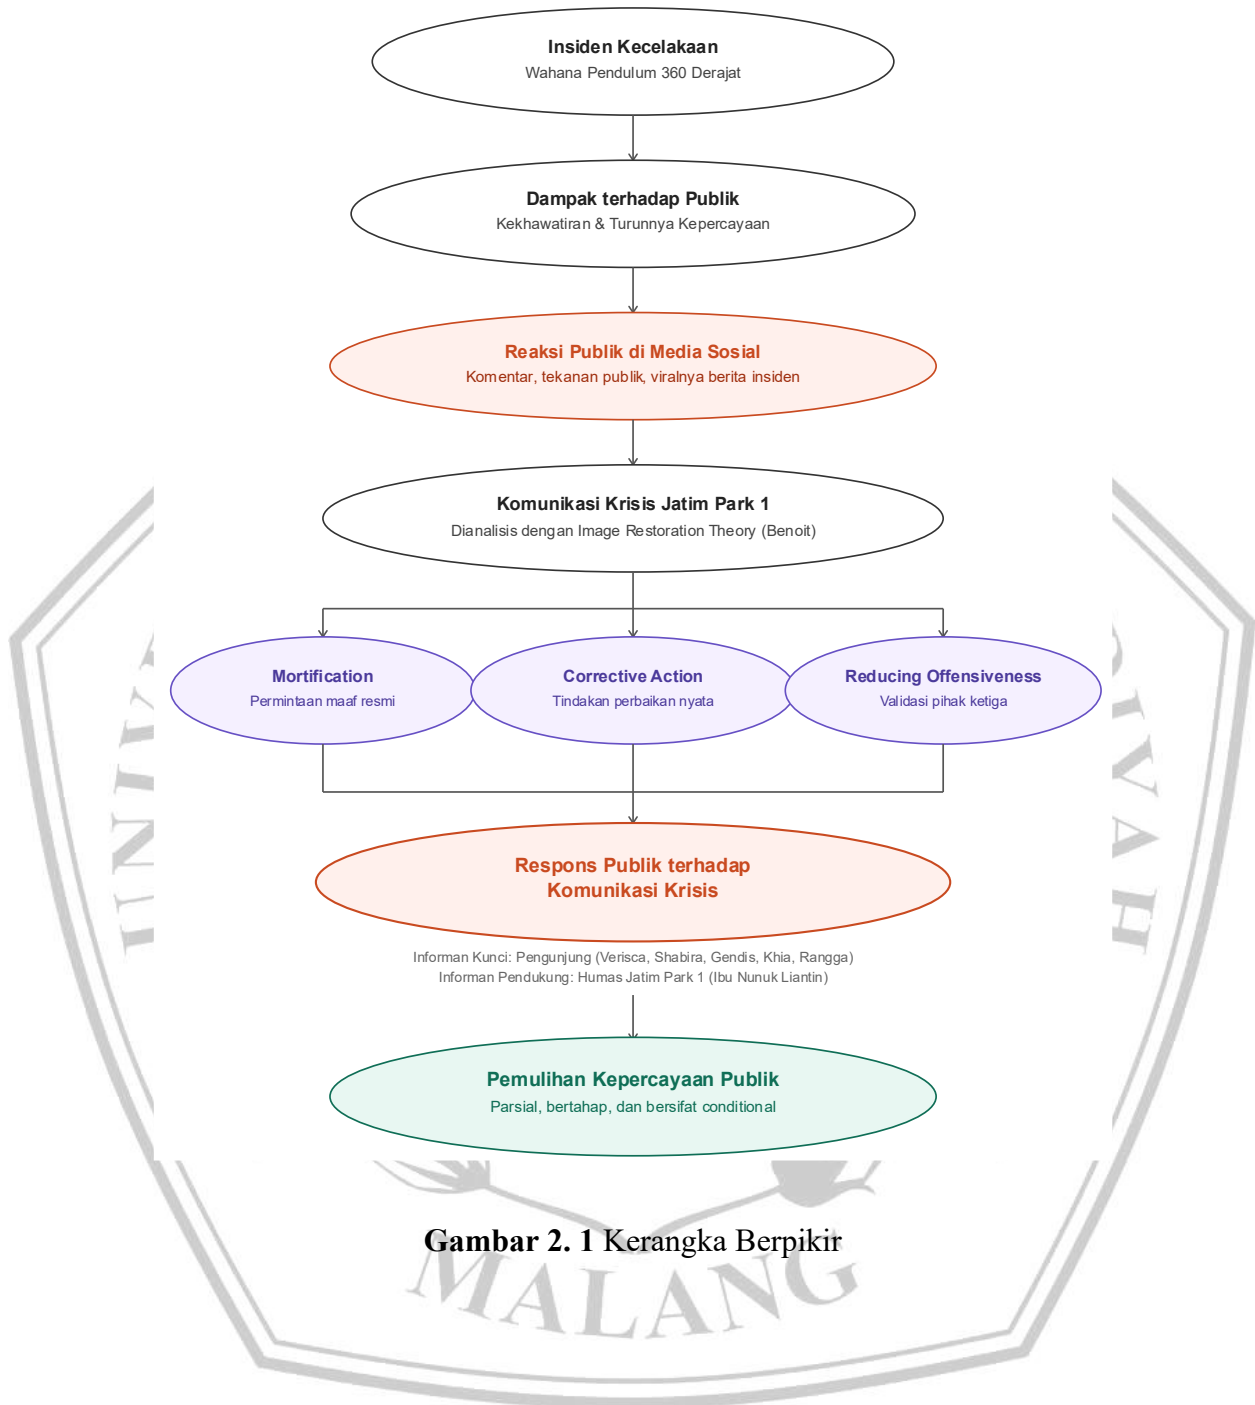 Insiden Kecelakaan
Wahana Pendulum 360 Derajat
Dampak terhadap Publik
Kekhawatiran & Turunnya Kepercayaan
Reaksi Publik di Media Sosial
Komentar, tekanan publik, viralnya berita insiden
Komunikasi Krisis Jatim Park 1
Dianalisis dengan Image Restoration Theory (Benoit)
Mortification
Permintaan maaf resmi
Corrective Action
Tindakan perbaikan nyata
Reducing Offensiveness
Validasi pihak ketiga
Respons Publik terhadap
Komunikasi Krisis
Informan Kunci: Pengunjung (Verisca, Shabira, Gendis, Khia, Rangga)
Informan Pendukung: Humas Jatim Park 1 (Ibu Nunuk Liantin)
Pemulihan Kepercayaan Publik
Parsial, bertahap, dan bersifat conditional
Gambar 2. 1 Kerangka Berpikir
MALANG